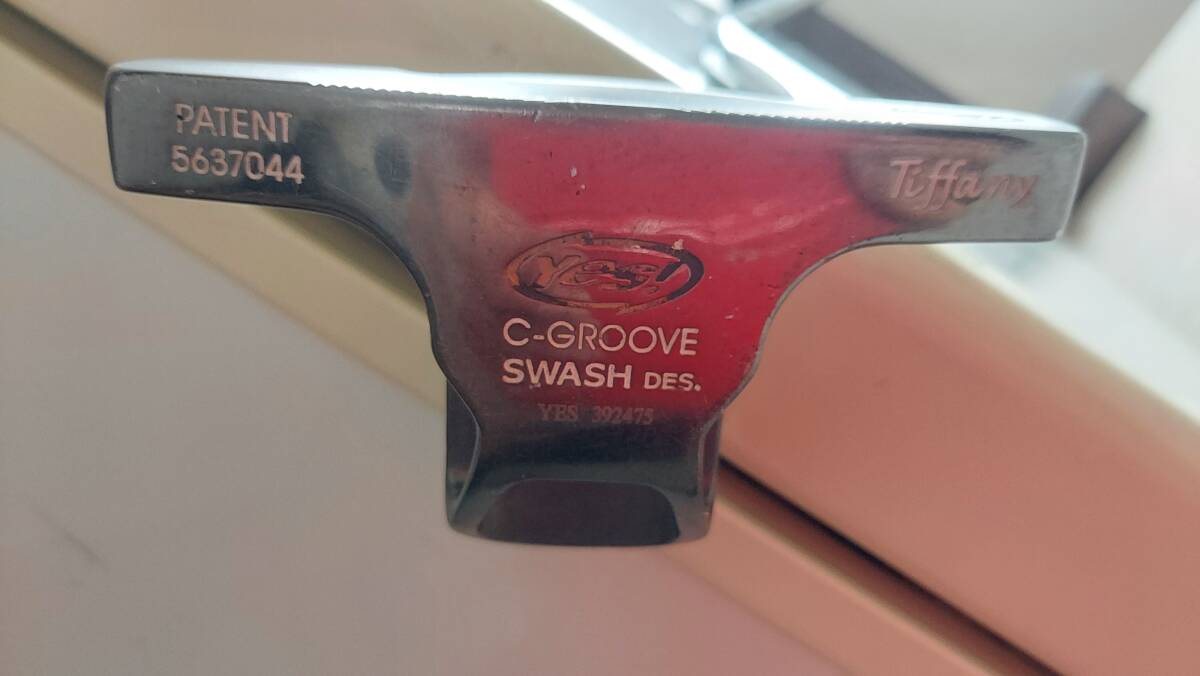 PATENT
5637044
Tiffany
Yes!
C-GROOVE
SWASH DES.
YES 392475